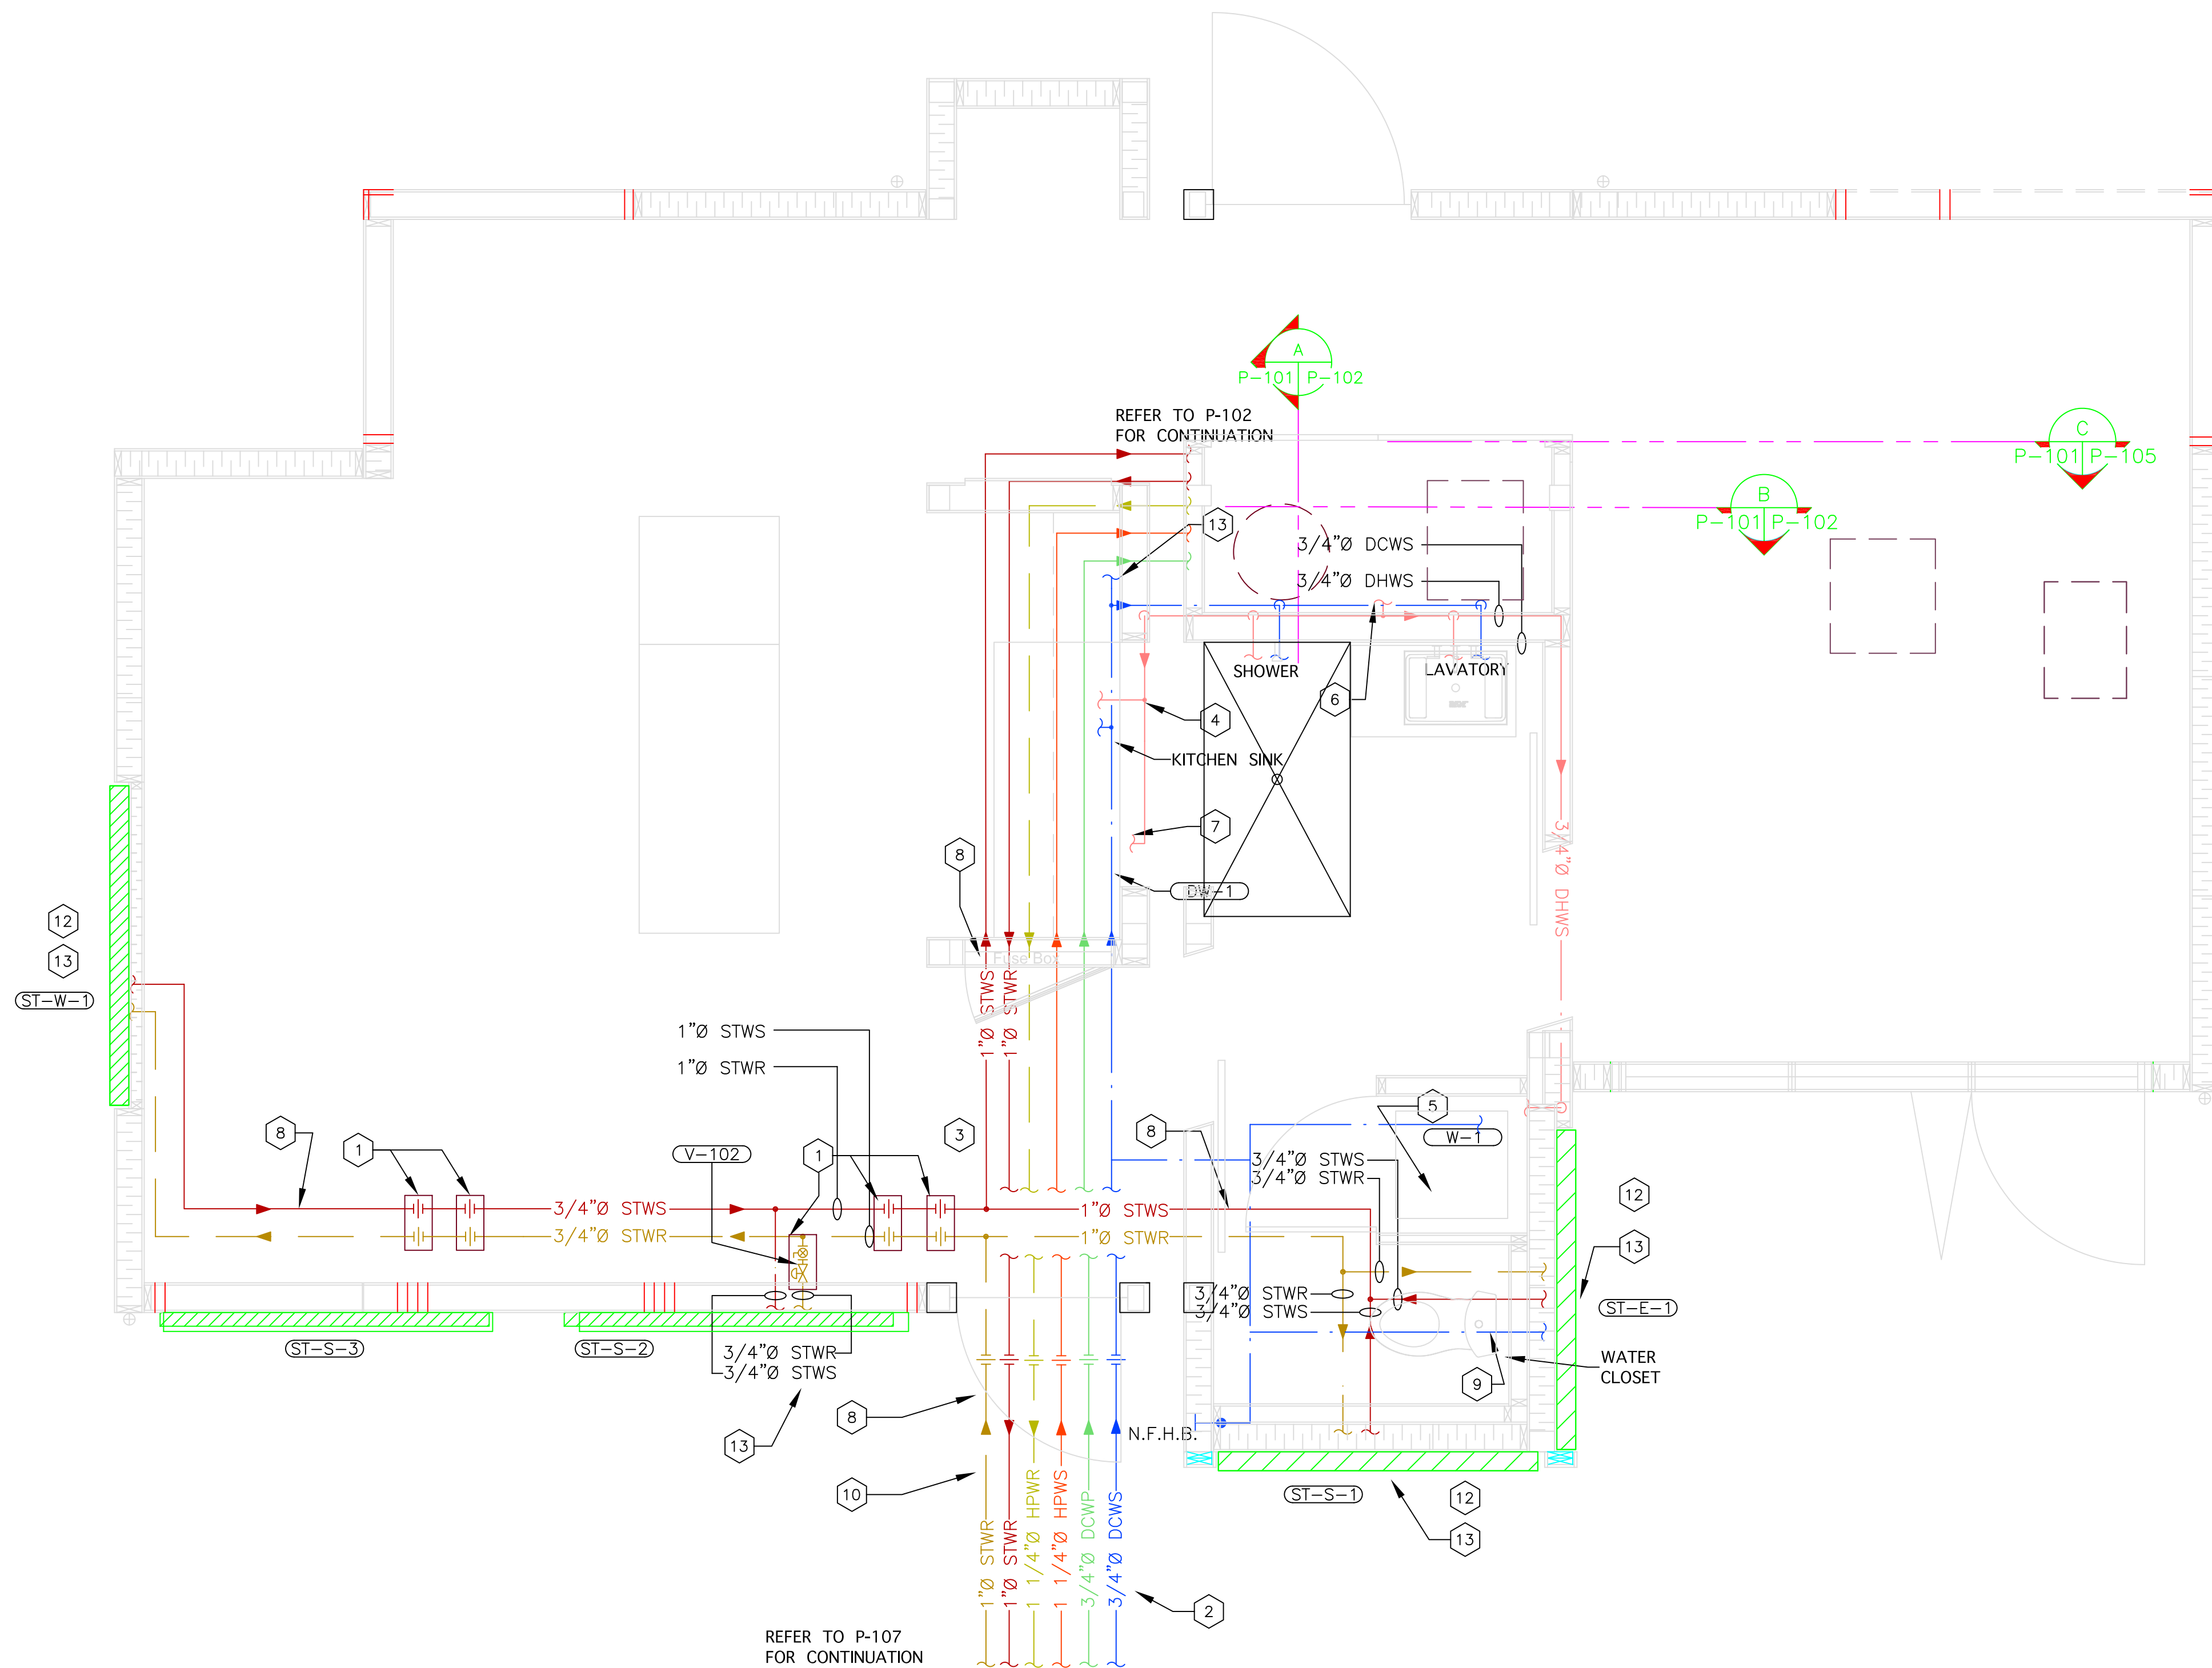 A
P-101 P-102
REFER TO P-102
FOR CONTINUATION
C
P-101 P-105
B
P-101 P-102
13
3/4"Ø DCWS
3/4"Ø DHWS
SHOWER
LAVATORY
6
4
KITCHEN SINK
7
8
DW-1
3/4"Ø DHWS
12
13
ST-W-1
Fuse Box
1"Ø STWS
1"Ø STWR
1"Ø STWS
1"Ø STWR
8
1
V-102
1
3
8
5
W-1
3/4"Ø STWS
3/4"Ø STWR
12
13
3/4"Ø STWS
3/4"Ø STWR
1"Ø STWS
1"Ø STWR
3/4"Ø STWR
3/4"Ø STWS
ST-E-1
ST-S-3
ST-S-2
3/4"Ø STWR
3/4"Ø STWS
WATER
CLOSET
9
8
13
N.F.H.B.
10
ST-S-1
12
13
1"Ø STWR
1"Ø STWR
1 1/4"Ø HPWR
1 1/4"Ø HPWS
3/4"Ø DCWP
3/4"Ø DCWS
2
REFER TO P-107
FOR CONTINUATION